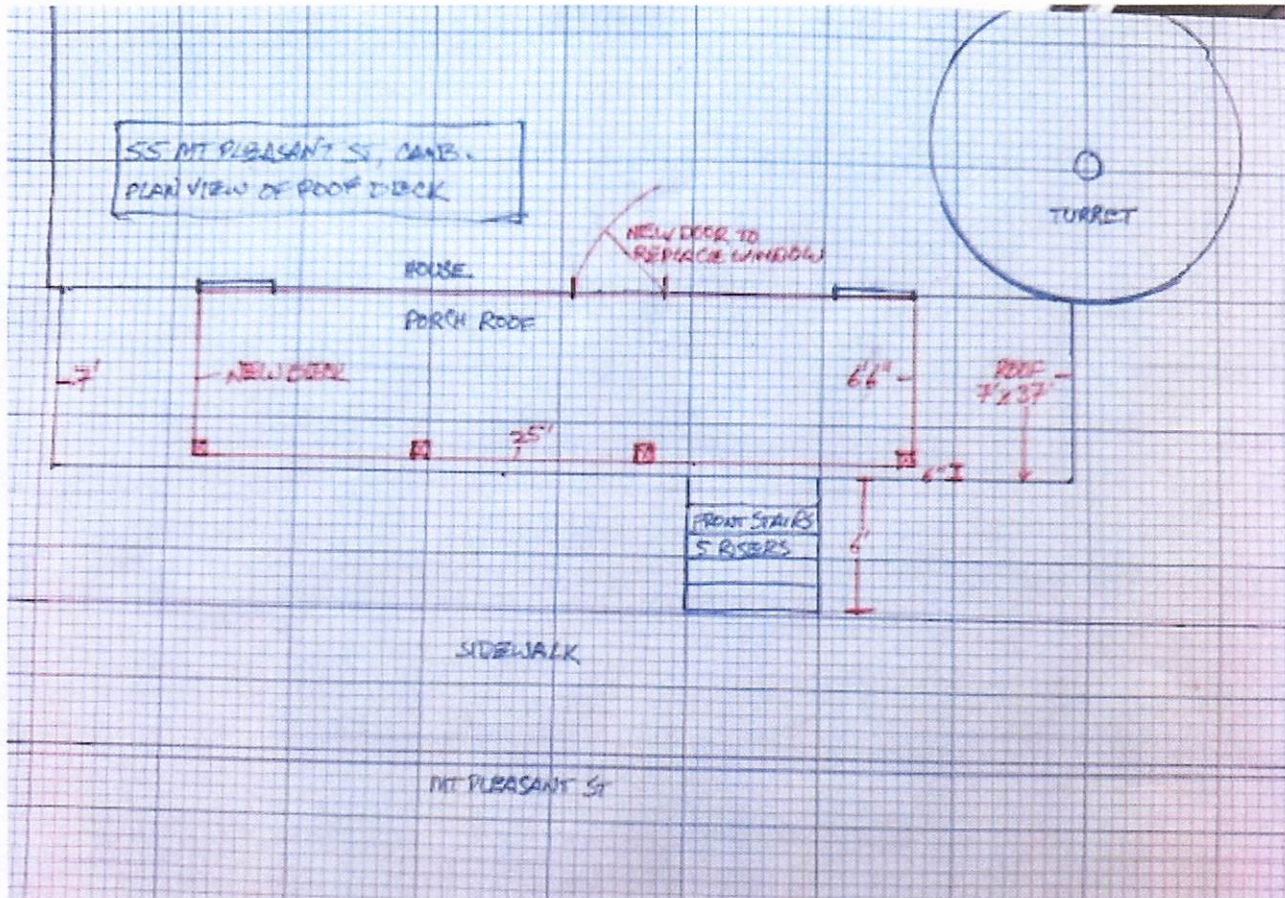 55 MT PLEASANT ST, CAMB.
PLAN VIEW OF ROOF DECK
TURRET
NEW DOOR TO
REPLACE WINDOW
HOUSE
PORCH ROOF
7'
NEW DECK
6'6"
ROOF
7'x37'
25'
6"
FRONT STAIRS
5 RISERS
6'
SIDEWALK
MT PLEASANT ST